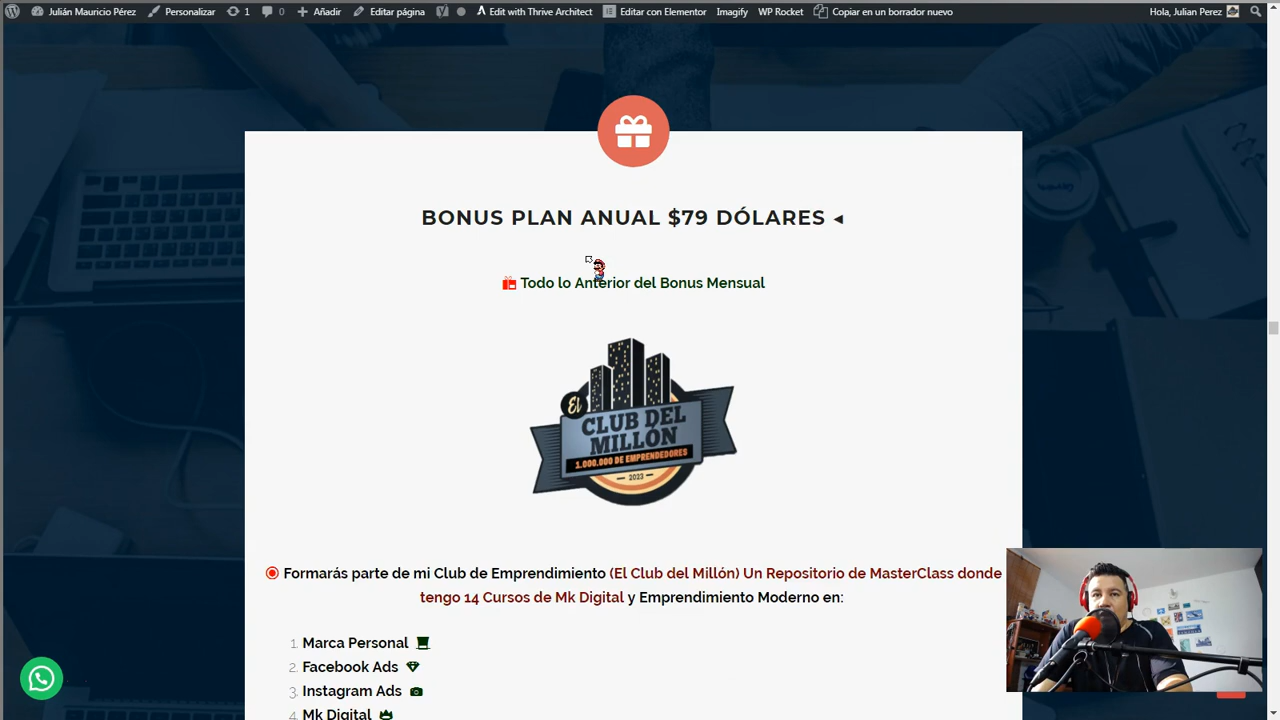 Julián Mauricio Pérez Personalizar 1 0 Añadir Editar página Edit with Thrive Architect Editar con Elementor Imagify WP Rocket Copiar en un borrador nuevo Hola, Julian Perez
BONUS PLAN ANUAL $79 DÓLARES ◂
Todo lo Anterior del Bonus Mensual
El
CLUB DEL
MILLÓN
1.000.000 DE EMPRENDEDORES
2023
Formarás parte de mi Club de Emprendimiento (El Club del Millón) Un Repositorio de MasterClass donde
tengo 14 Cursos de Mk Digital y Emprendimiento Moderno en:
1. Marca Personal
2. Facebook Ads
3. Instagram Ads
4. Mk Digital